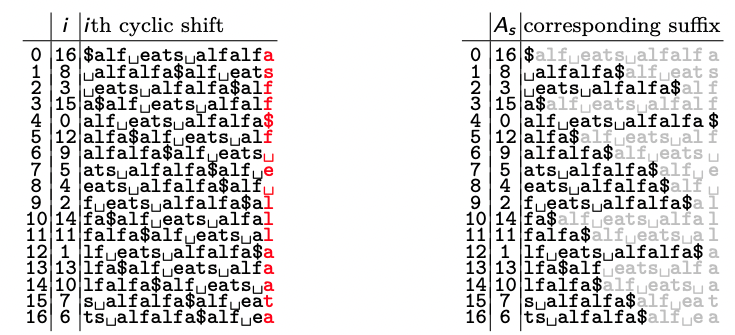 i ith cyclic shift
0 16 $alf␣eats␣alfalfa
1 8 ␣alfalfa$alf␣eats
2 3 ␣eats␣alfalfa$alf
3 15 a$alf␣eats␣alfalf
4 0 alf␣eats␣alfalfa$
5 12 alfa$alf␣eats␣alf
6 9 alfalfa$alf␣eats␣
7 5 ats␣alfalfa$alf␣e
8 4 eats␣alfalfa$alf␣
9 2 f␣eats␣alfalfa$al
10 14 fa$alf␣eats␣alfal
11 11 falfa$alf␣eats␣al
12 1 lf␣eats␣alfalfa$a
13 13 lfa$alf␣eats␣alfa
14 10 lfalfa$alf␣eats␣a
15 7 s␣alfalfa$alf␣eat
16 6 ts␣alfalfa$alf␣ea
As corresponding suffix
0 16 $alf␣eats␣alfalfa
1 8 ␣alfalfa$alf␣eats
2 3 ␣eats␣alfalfa$alf
3 15 a$alf␣eats␣alfalf
4 0 alf␣eats␣alfalfa$
5 12 alfa$alf␣eats␣alf
6 9 alfalfa$alf␣eats␣
7 5 ats␣alfalfa$alf␣e
8 4 eats␣alfalfa$alf␣
9 2 f␣eats␣alfalfa$al
10 14 fa$alf␣eats␣alfal
11 11 falfa$alf␣eats␣al
12 1 lf␣eats␣alfalfa$a
13 13 lfa$alf␣eats␣alfa
14 10 lfalfa$alf␣eats␣a
15 7 s␣alfalfa$alf␣eat
16 6 ts␣alfalfa$alf␣ea